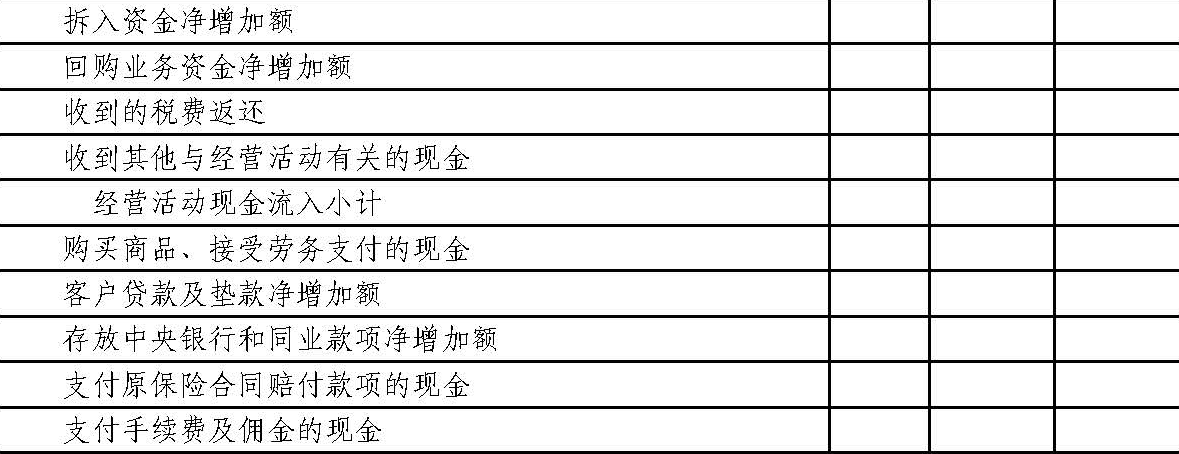 拆入资金净增加额
回购业务资金净增加额
收到的税费返还
收到其他与经营活动有关的现金
经营活动现金流入小计
购买商品、接受劳务支付的现金
客户贷款及垫款净增加额
存放中央银行和同业款项净增加额
支付原保险合同赔付款项的现金
支付手续费及佣金的现金